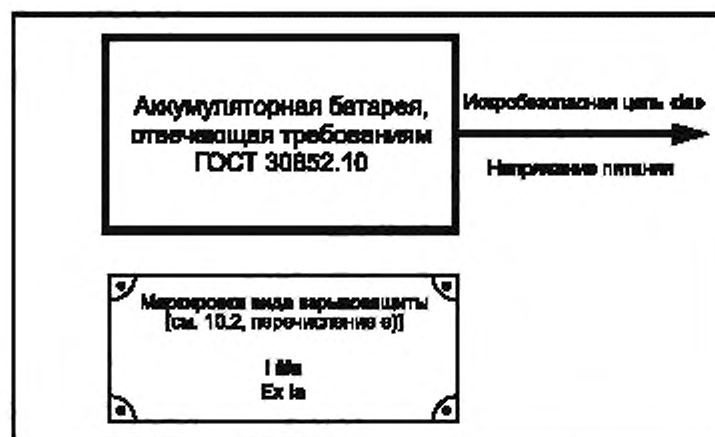 Аккумуляторная батарея,
отвечающая требованиям
ГОСТ 30852.10
Искробезопасная цепь «ia»
Напряжение питания
Маркировка вида взрывозащиты
[см. 10.2, перечисление e)]
I Ma
Ex ia